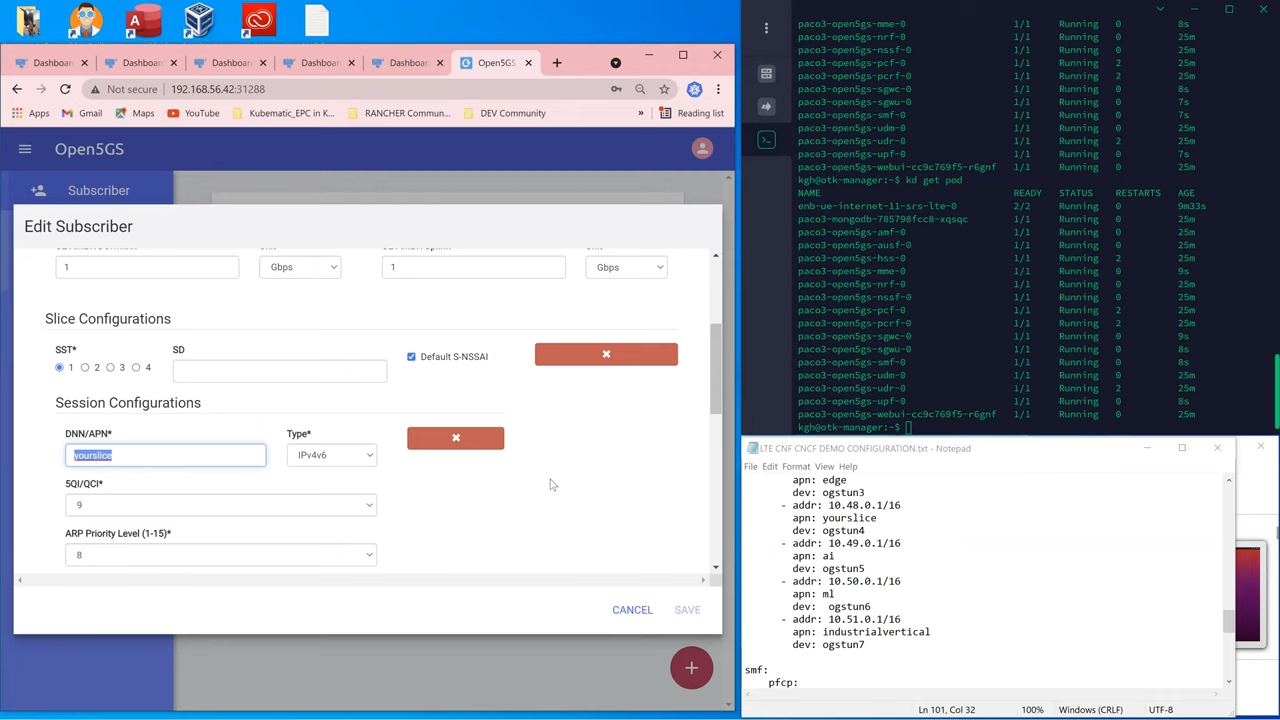 Dashboar
Dashboar
Dashboar
Dashboar
Dashboar
Open5GS
Not secure
192.168.56.42:31288
Apps
Gmail
Maps
YouTube
Kubematic_EPC in K...
RANCHER Commun...
DEV Community
»
Reading list
Open5GS
Subscriber
Edit Subscriber
1
Gbps
1
Gbps
Slice Configurations
SST*
SD
1 2 3 4
Default S-NSSAI
Session Configurations
DNN/APN*
Type*
yourslice
IPv4v6
5QI/QCI*
9
ARP Priority Level (1-15)*
8
CANCEL
SAVE
paco3-open5gs-mme-0 1/1 Running 0 8s
paco3-open5gs-nrf-0 1/1 Running 0 25m
paco3-open5gs-nssf-0 1/1 Running 0 25m
paco3-open5gs-pcf-0 1/1 Running 2 25m
paco3-open5gs-pcrf-0 1/1 Running 2 25m
paco3-open5gs-sgwc-0 1/1 Running 0 8s
paco3-open5gs-sgwu-0 1/1 Running 0 7s
paco3-open5gs-smf-0 1/1 Running 0 7s
paco3-open5gs-udm-0 1/1 Running 0 25m
paco3-open5gs-udr-0 1/1 Running 2 25m
paco3-open5gs-upf-0 1/1 Running 0 7s
paco3-open5gs-webui-cc9c769f5-r6gnf 1/1 Running 0 25m
kgh@otk-manager:~$ kd get pod
NAME READY STATUS RESTARTS AGE
enb-ue-internet-11-srs-lte-0 2/2 Running 0 9m33s
paco3-mongodb-785798fcc8-xqsqc 1/1 Running 0 25m
paco3-open5gs-amf-0 1/1 Running 0 25m
paco3-open5gs-ausf-0 1/1 Running 0 25m
paco3-open5gs-hss-0 1/1 Running 2 25m
paco3-open5gs-mme-0 1/1 Running 0 9s
paco3-open5gs-nrf-0 1/1 Running 0 25m
paco3-open5gs-nssf-0 1/1 Running 0 25m
paco3-open5gs-pcf-0 1/1 Running 2 25m
paco3-open5gs-pcrf-0 1/1 Running 2 25m
paco3-open5gs-sgwc-0 1/1 Running 0 9s
paco3-open5gs-sgwu-0 1/1 Running 0 8s
paco3-open5gs-smf-0 1/1 Running 0 8s
paco3-open5gs-udm-0 1/1 Running 0 25m
paco3-open5gs-udr-0 1/1 Running 2 25m
paco3-open5gs-upf-0 1/1 Running 0 8s
paco3-open5gs-webui-cc9c769f5-r6gnf 1/1 Running 0 25m
kgh@otk-manager:~$
LTE CNF CNCF DEMO CONFIGURATION.txt - Notepad
File Edit Format View Help
apn: edge
dev: ogstun3
- addr: 10.48.0.1/16
apn: yourslice
dev: ogstun4
- addr: 10.49.0.1/16
apn: ai
dev: ogstun5
- addr: 10.50.0.1/16
apn: ml
dev: ogstun6
- addr: 10.51.0.1/16
apn: industrialvertical
dev: ogstun7
smf:
pfcp:
Ln 101, Col 32
100%
Windows (CRLF)
UTF-8